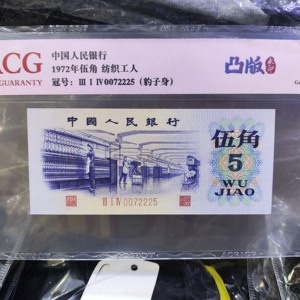 ACG
GUARANTY
中国人民银行
1972年伍角 纺织工人
冠号：Ⅲ Ⅰ Ⅳ0072225（豹子身）
凸版
中國人民銀行
伍角
5
WU
JIAO
Ⅲ Ⅰ Ⅳ 0072225